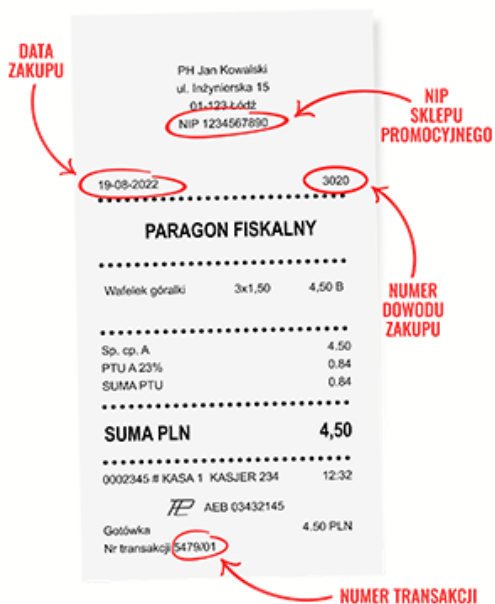 DATA
ZAKUPU
PH Jan Kowalski
ul. Inżynierska 15
01-123 Łódź
NIP 1234567890
NIP
SKLEPU
PROMOCYJNEGO
19-08-2022 3020
PARAGON FISKALNY
Wafelek góralki 3x1,50 4,50 B
NUMER
DOWODU
ZAKUPU
Sp. cp. A 4.50
PTU A 23% 0.84
SUMA PTU 0.84
SUMA PLN 4,50
0002345 # KASA 1 KASJER 234 12:32
AEB 03432145
Gotówka 4.50 PLN
Nr transakcji 5479/01
NUMER TRANSAKCJI